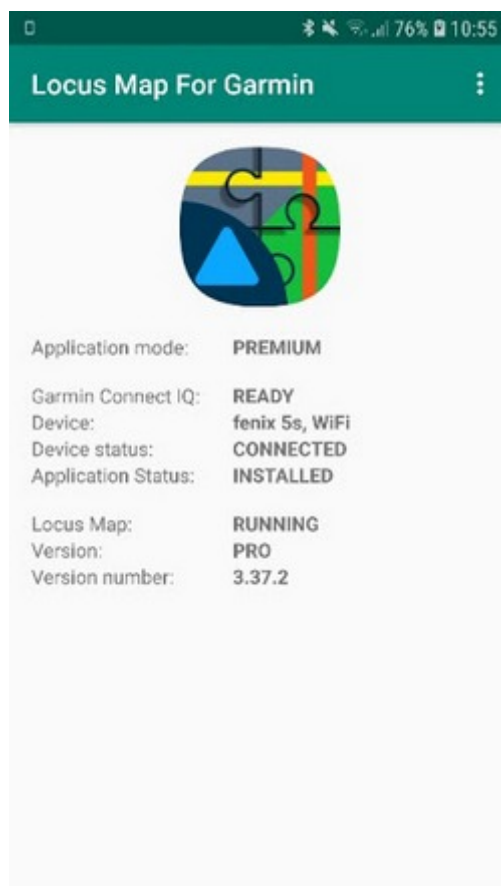 76% 10:55
Locus Map For Garmin
Application mode: PREMIUM
Garmin Connect IQ: READY
Device: fenix 5s, WiFi
Device status: CONNECTED
Application Status: INSTALLED
Locus Map: RUNNING
Version: PRO
Version number: 3.37.2